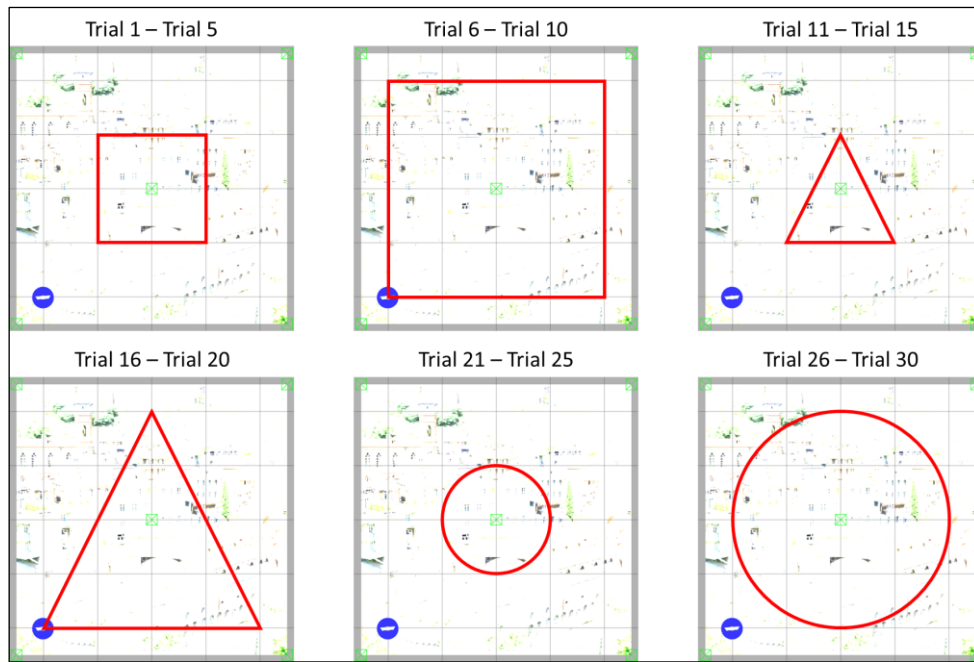 Trial 1 – Trial 5
Trial 6 – Trial 10
Trial 11 – Trial 15
Trial 16 – Trial 20
Trial 21 – Trial 25
Trial 26 – Trial 30